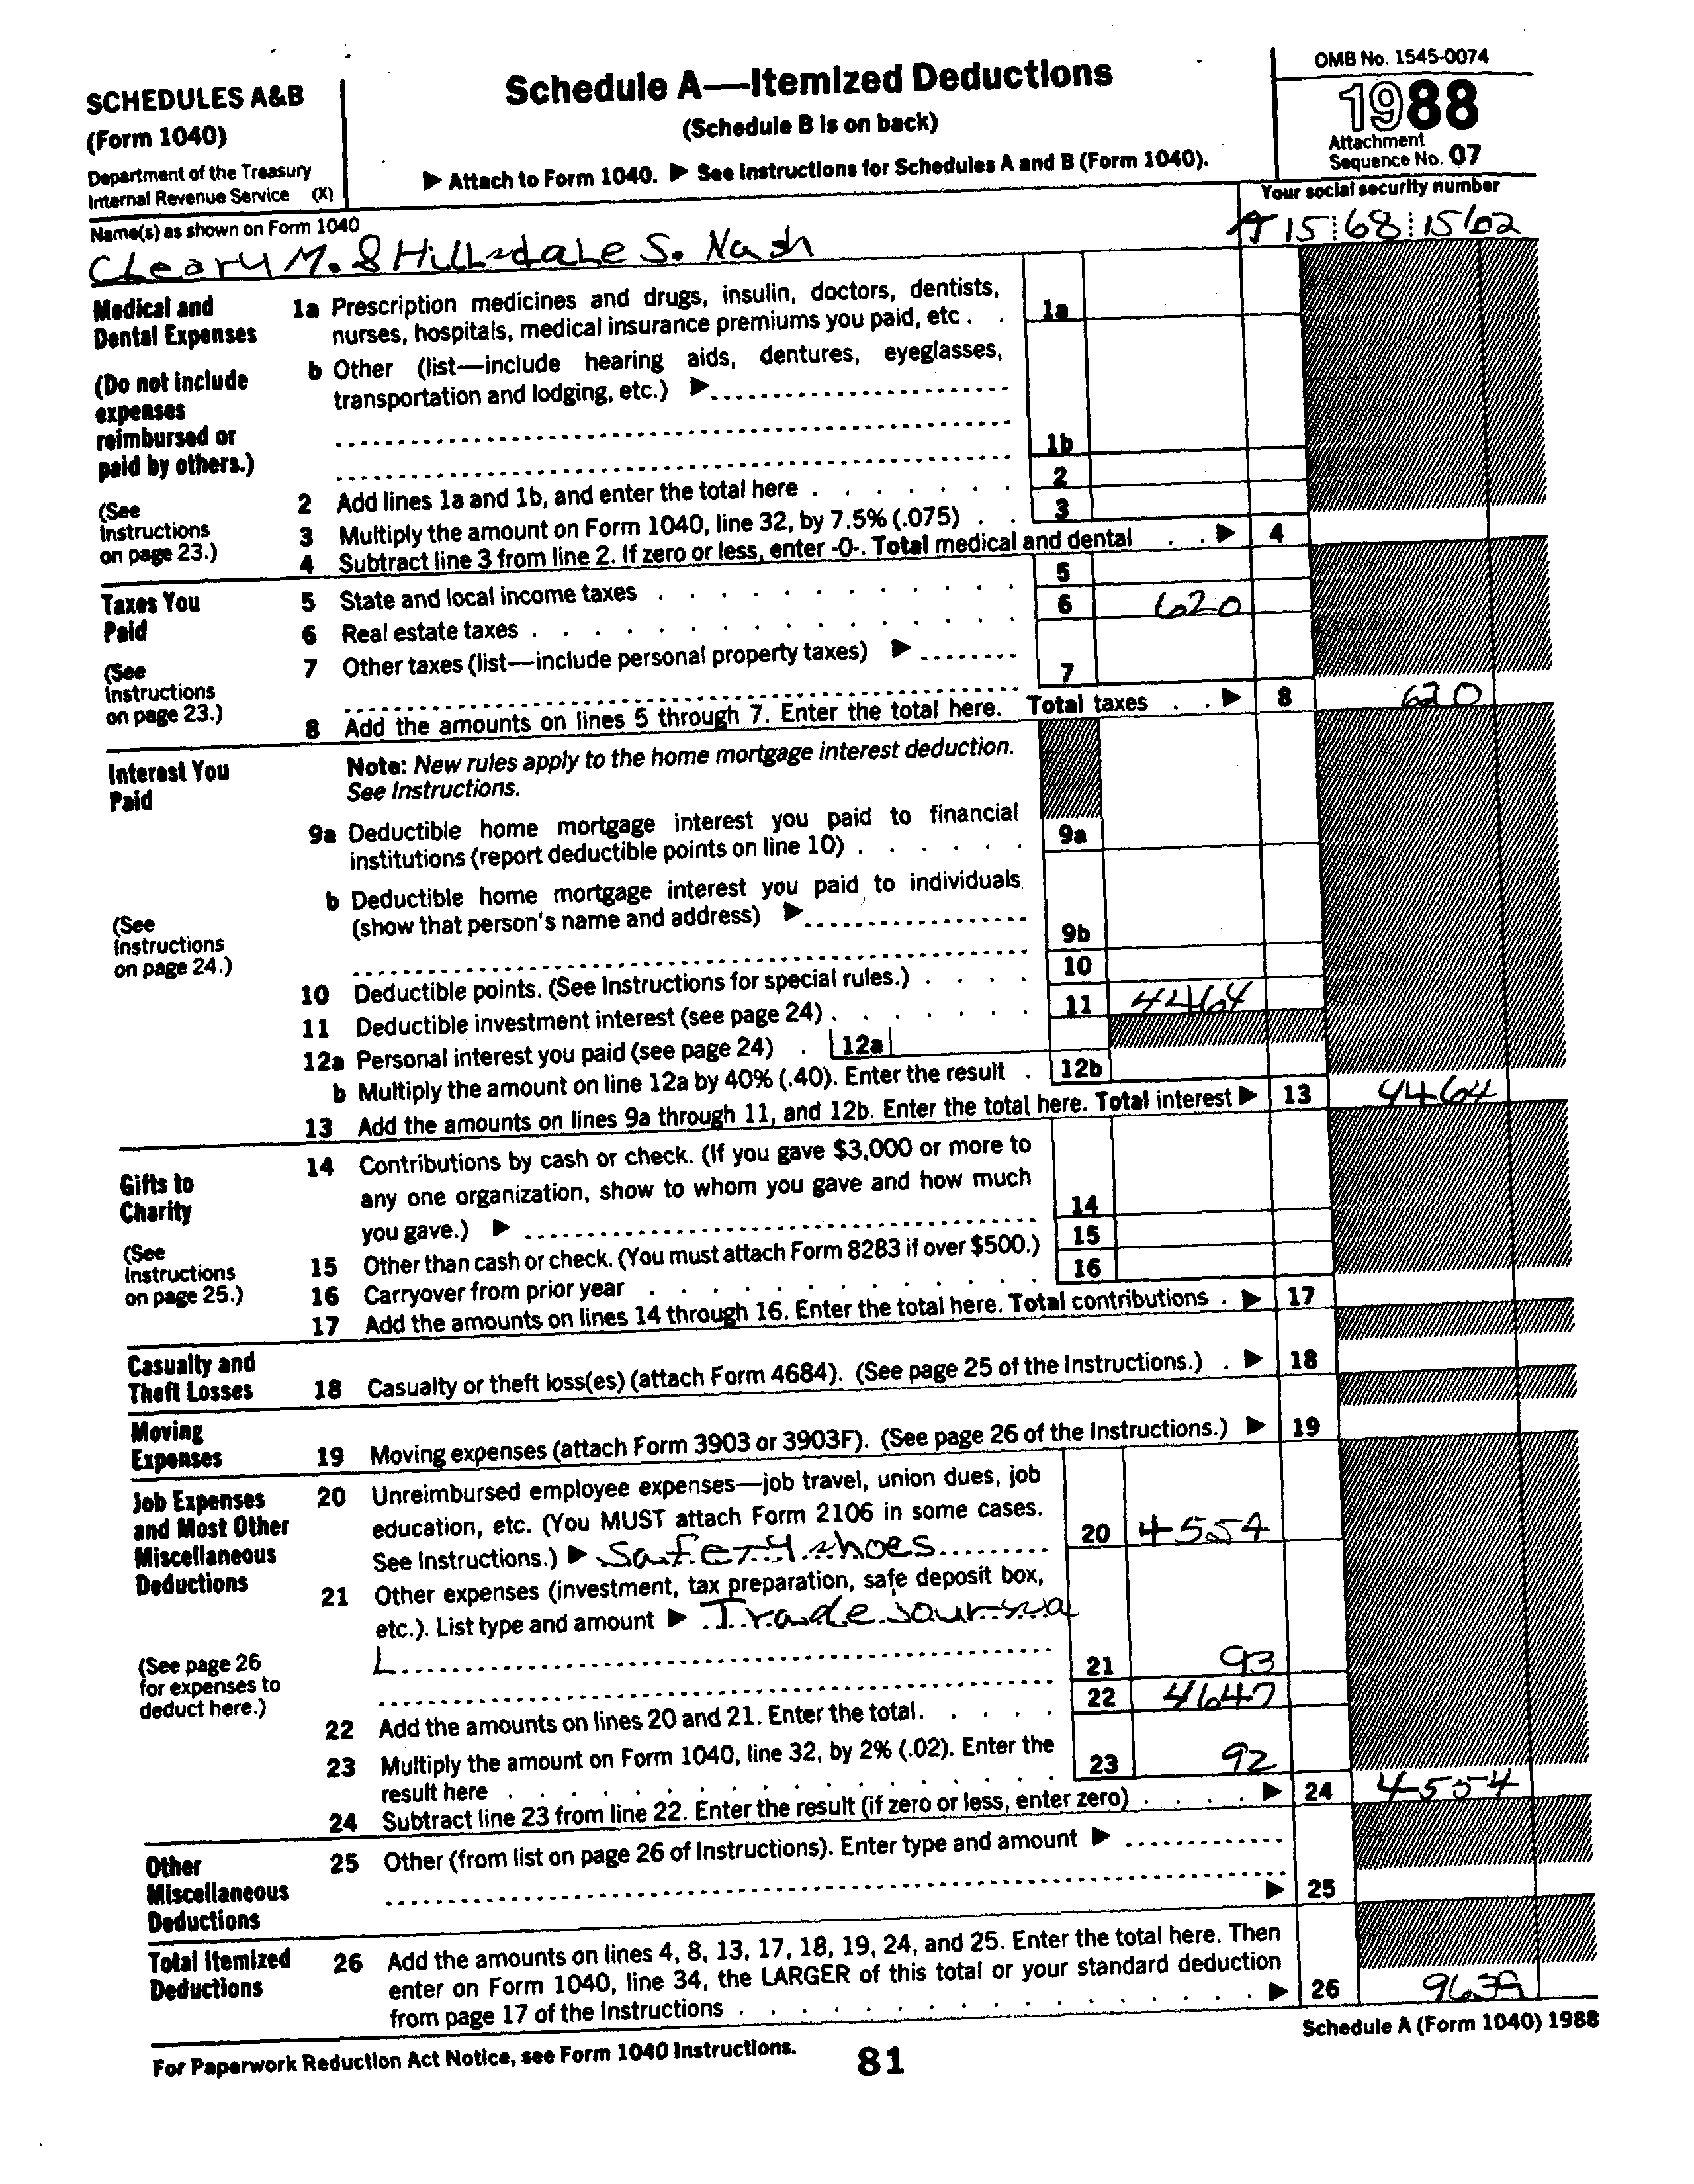 SCHEDULES A&B
(Form 1040)
Department of the Treasury
Internal Revenue Service (X)
Schedule A—Itemized Deductions
(Schedule B is on back)
▶ Attach to Form 1040. ▶ See Instructions for Schedules A and B (Form 1040).
OMB No. 1545-0074
1988
Attachment
Sequence No. 07
Name(s) as shown on Form 1040
Your social security number
Cleary M. & Hillsdale S. Nash
Medical and
Dental Expenses
(Do not include
expenses
reimbursed or
paid by others.)
(See
Instructions
on page 23.)
1a Prescription medicines and drugs, insulin, doctors, dentists,
nurses, hospitals, medical insurance premiums you paid, etc . . 1a
b Other (list—include hearing aids, dentures, eyeglasses,
transportation and lodging, etc.) ▶
1b
2 Add lines 1a and 1b, and enter the total here . . . . . . . 2
3 Multiply the amount on Form 1040, line 32, by 7.5% (.075) . . 3
4 Subtract line 3 from line 2. If zero or less, enter -0-. Total medical and dental . . ▶ 4
Taxes You
Paid
(See
Instructions
on page 23.)
5 State and local income taxes . . . . . . . . . . . . 5
6 Real estate taxes . . . . . . . . . . . . . . . . 6 620
7 Other taxes (list—include personal property taxes) ▶
7
8 Add the amounts on lines 5 through 7. Enter the total here. Total taxes . . ▶ 8 620
Interest You
Paid
(See
Instructions
on page 24.)
Note: New rules apply to the home mortgage interest deduction.
See Instructions.
9a Deductible home mortgage interest you paid to financial
institutions (report deductible points on line 10) . . . . . . 9a
b Deductible home mortgage interest you paid to individuals
(show that person's name and address) ▶
9b
10 Deductible points. (See Instructions for special rules.) . . . . 10
11 Deductible investment interest (see page 24) . . . . . . . 11 4464
12a Personal interest you paid (see page 24) . 12a
b Multiply the amount on line 12a by 40% (.40). Enter the result . 12b
13 Add the amounts on lines 9a through 11, and 12b. Enter the total here. Total interest ▶ 13 4464
Gifts to
Charity
(See
Instructions
on page 25.)
14 Contributions by cash or check. (If you gave $3,000 or more to
any one organization, show to whom you gave and how much
you gave.) ▶ 14
15 Other than cash or check. (You must attach Form 8283 if over $500.) 15
16 Carryover from prior year . . . . . . . . . . . . . 16
17 Add the amounts on lines 14 through 16. Enter the total here. Total contributions . ▶ 17
Casualty and
Theft Losses
18 Casualty or theft loss(es) (attach Form 4684). (See page 25 of the Instructions.) . ▶ 18
Moving
Expenses
19 Moving expenses (attach Form 3903 or 3903F). (See page 26 of the Instructions.) ▶ 19
Job Expenses
and Most Other
Miscellaneous
Deductions
(See page 26
for expenses to
deduct here.)
20 Unreimbursed employee expenses—job travel, union dues, job
education, etc. (You MUST attach Form 2106 in some cases.
See Instructions.) ▶ Safety shoes 20 4554
21 Other expenses (investment, tax preparation, safe deposit box,
etc.). List type and amount ▶ Trade journa
L
21 93
22 Add the amounts on lines 20 and 21. Enter the total. . . . . 22 4647
23 Multiply the amount on Form 1040, line 32, by 2% (.02). Enter the
result here . . . . . . . . . . . . . . . . . 23 92
24 Subtract line 23 from line 22. Enter the result (if zero or less, enter zero) . . . . ▶ 24 4554
Other
Miscellaneous
Deductions
25 Other (from list on page 26 of Instructions). Enter type and amount ▶
▶ 25
Total Itemized
Deductions
26 Add the amounts on lines 4, 8, 13, 17, 18, 19, 24, and 25. Enter the total here. Then
enter on Form 1040, line 34, the LARGER of this total or your standard deduction
from page 17 of the Instructions . . . . . . . . . . . . . . . . ▶ 26 9639
For Paperwork Reduction Act Notice, see Form 1040 Instructions.
81
Schedule A (Form 1040) 1988